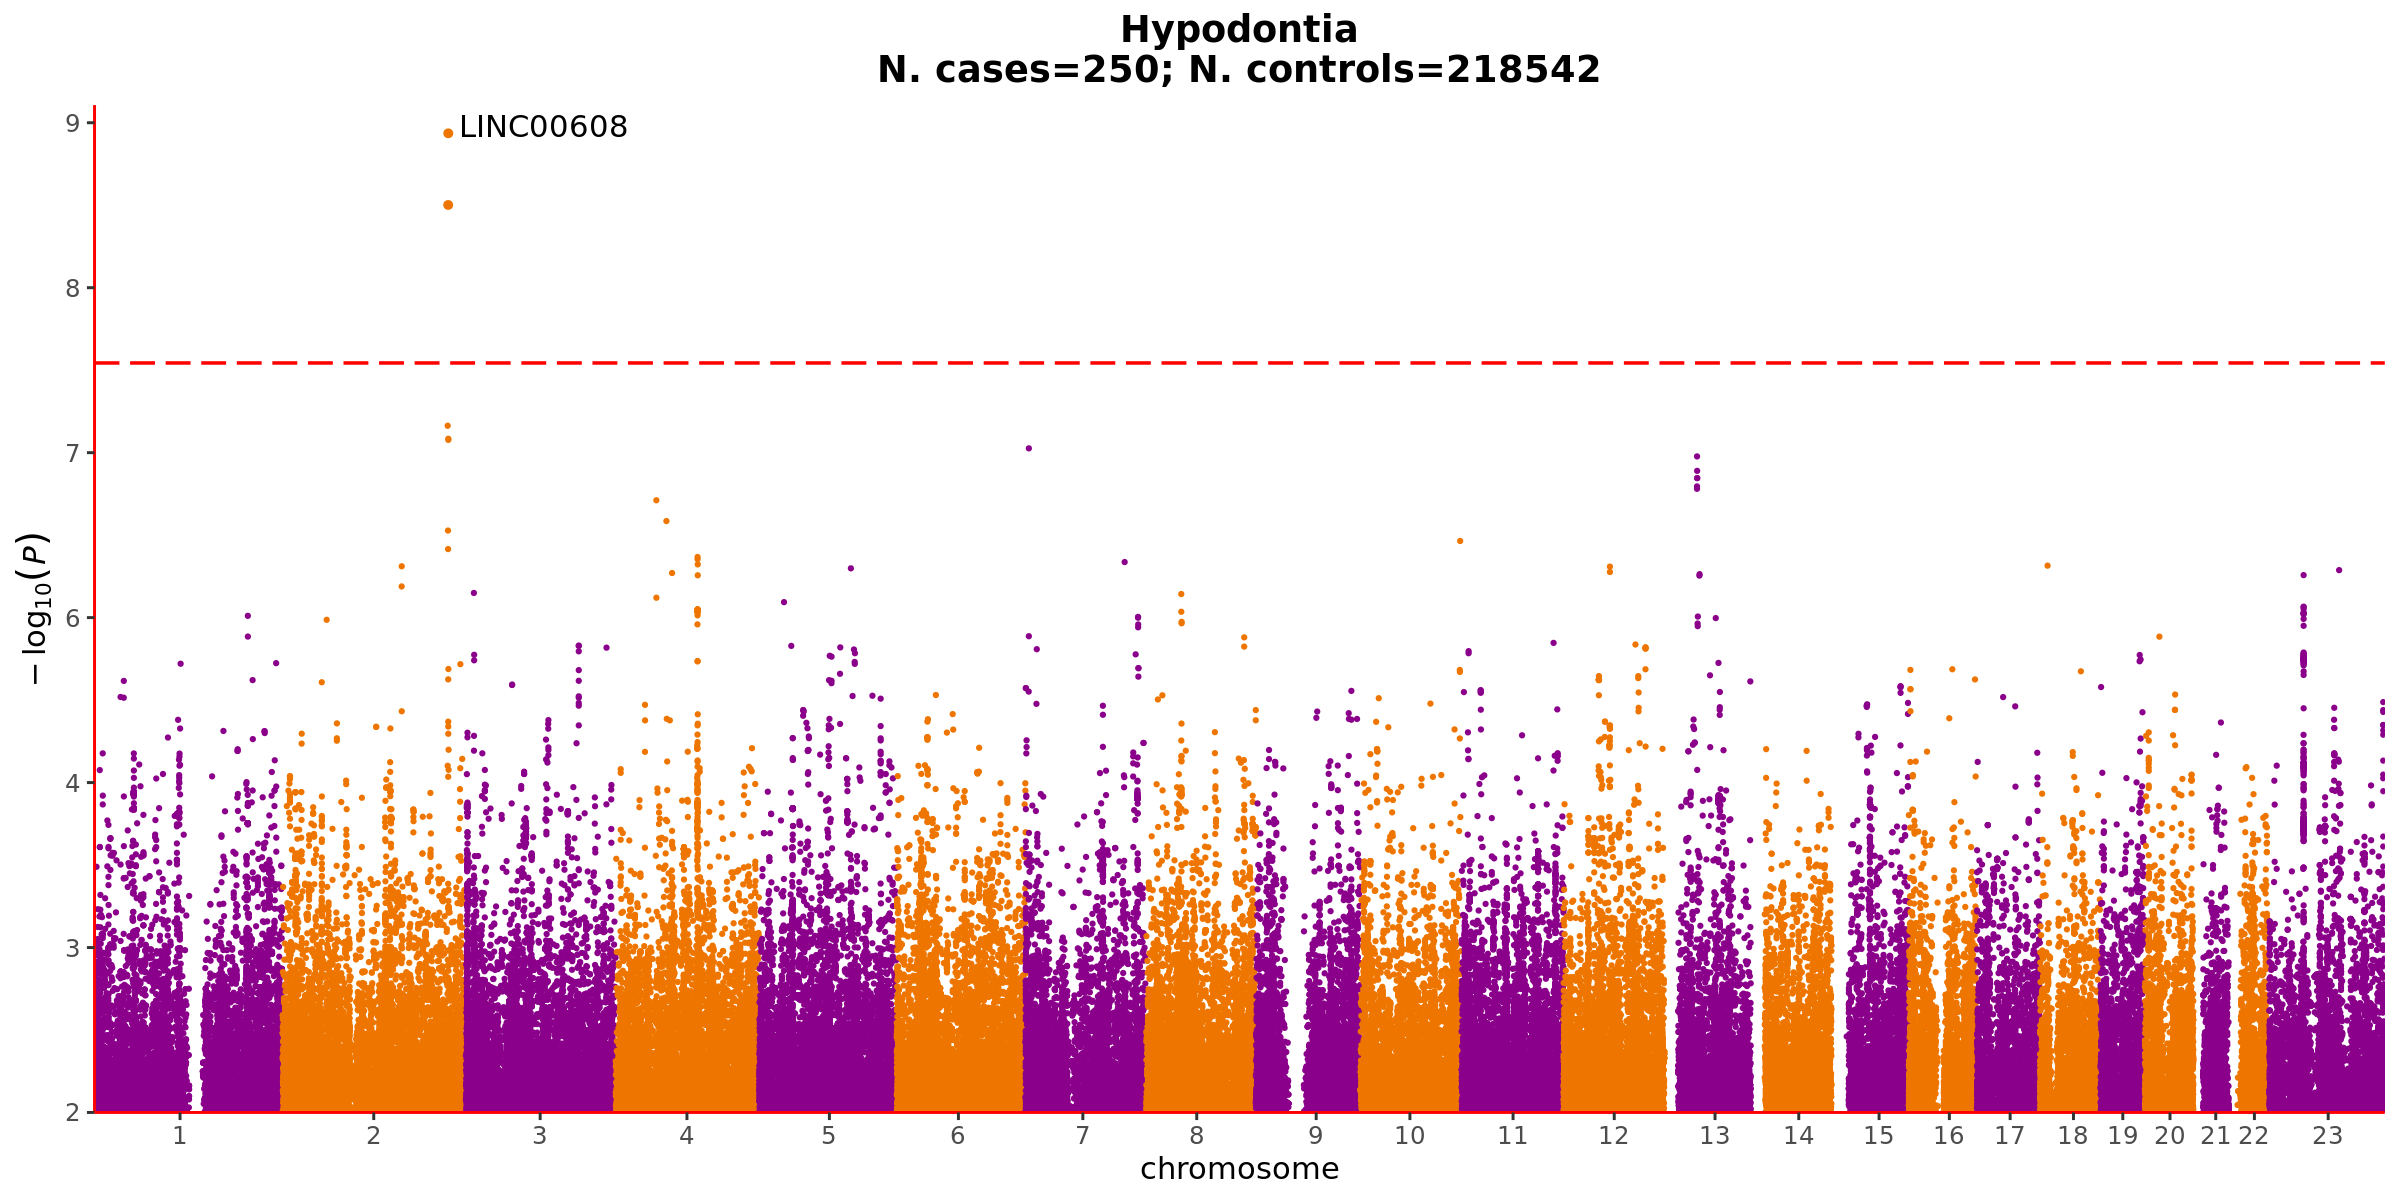 Hypodontia
N. cases=250; N. controls=218542
9
LINC00608
8
7
6
5
4
3
2
−log10(P)
1 2 3 4 5 6 7 8 9 10 11 12 13 14 15 16 17 18 19 20 21 22 23
chromosome